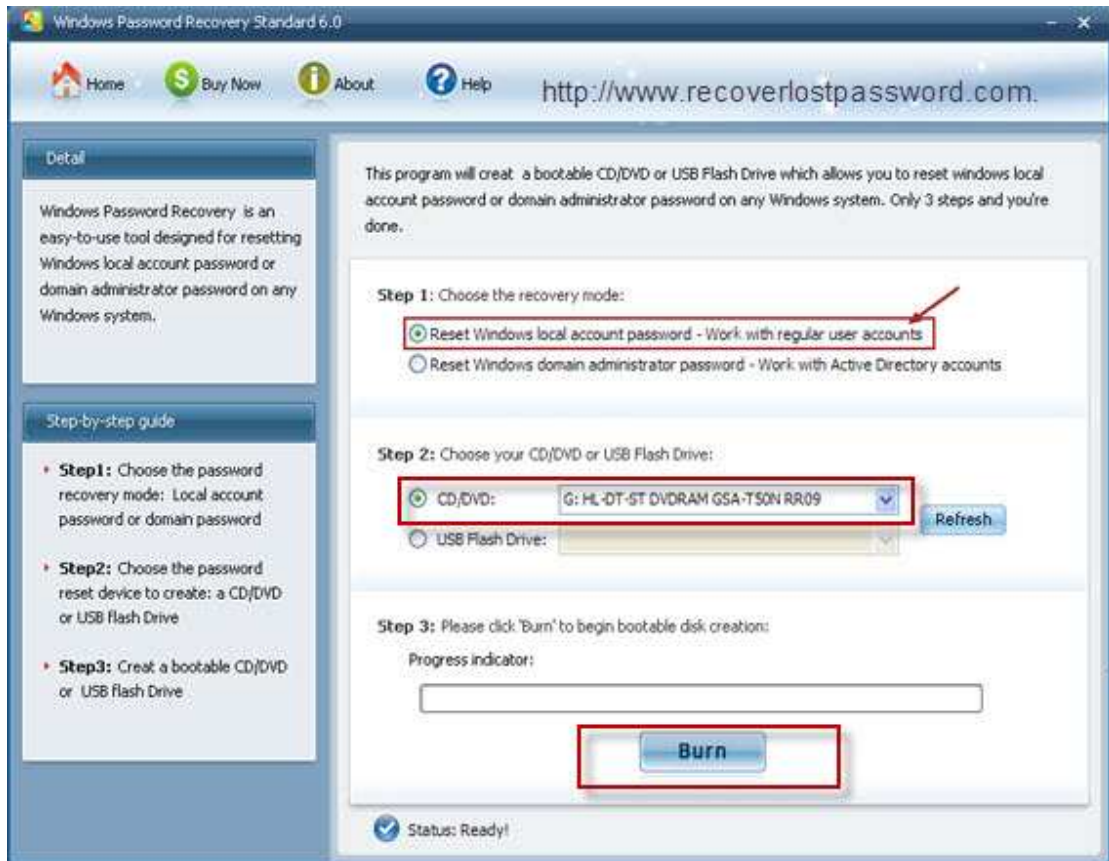 Windows Password Recovery Standard 6.0
Home
Buy Now
About
Help
http://www.recoverlostpassword.com.
Detail
Windows Password Recovery is an
easy-to-use tool designed for resetting
Windows local account password or
domain administrator password on any
Windows system.
Step-by-step guide
Step1: Choose the password
recovery mode: Local account
password or domain password
Step2: Choose the password
reset device to create: a CD/DVD
or USB flash Drive
Step3: Creat a bootable CD/DVD
or USB flash Drive
This program will creat a bootable CD/DVD or USB Flash Drive which allows you to reset windows local
account password or domain administrator password on any Windows system. Only 3 steps and you're
done.
Step 1: Choose the recovery mode:
Reset Windows local account password - Work with regular user accounts
Reset Windows domain administrator password - Work with Active Directory accounts
Step 2: Choose your CD/DVD or USB Flash Drive:
CD/DVD: G: HL-DT-ST DVDRAM GSA-T50N RR09
Refresh
USB Flash Drive:
Step 3: Please click 'Burn' to begin bootable disk creation:
Progress indicator:
Burn
Status: Ready!